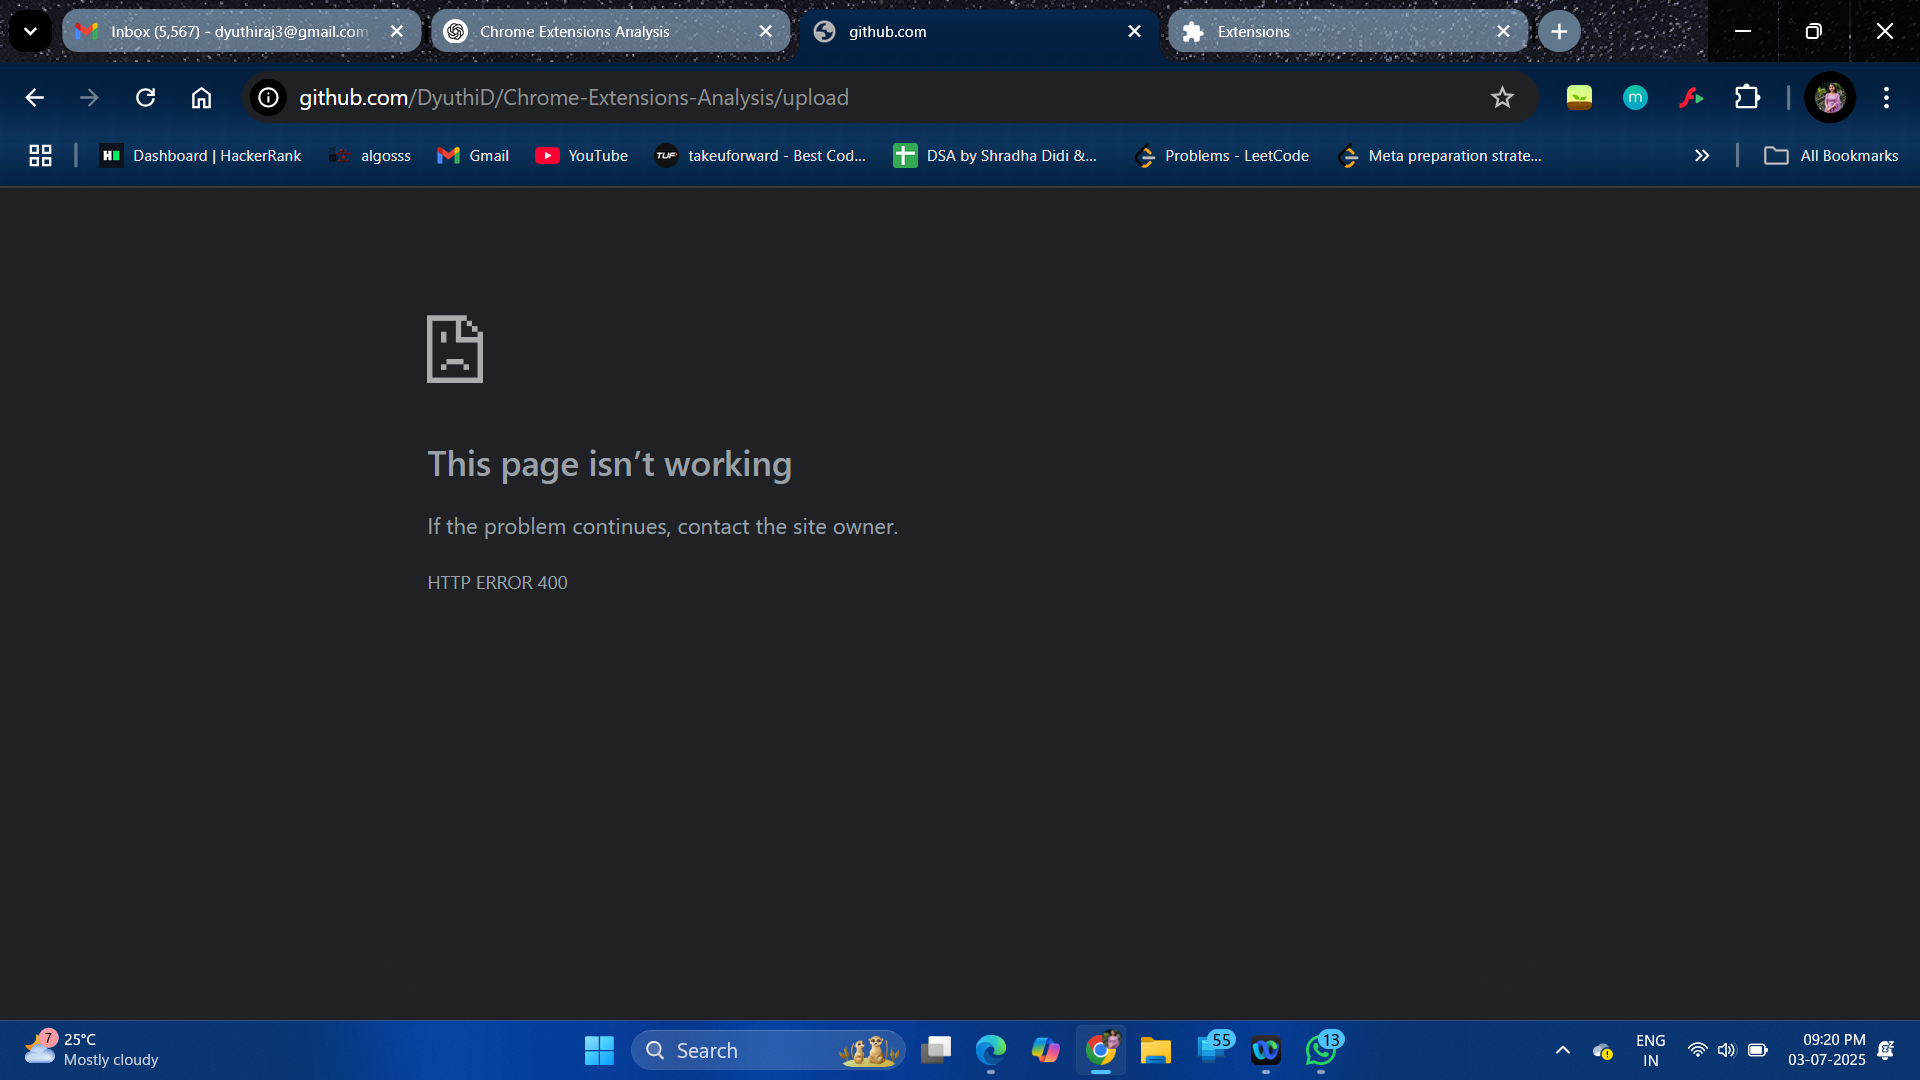 Inbox (5,567) - dyuthiraj3@gmail.com
Chrome Extensions Analysis
github.com
Extensions
github.com/DyuthiD/Chrome-Extensions-Analysis/upload
m
H
Dashboard | HackerRank
algosss
Gmail
YouTube
TUF
takeuforward - Best Cod...
DSA by Shradha Didi &...
Problems - LeetCode
Meta preparation strate...
All Bookmarks
This page isn’t working
If the problem continues, contact the site owner.
HTTP ERROR 400
7
25°C
Mostly cloudy
Search
55
13
ENG
IN
09:20 PM
03-07-2025